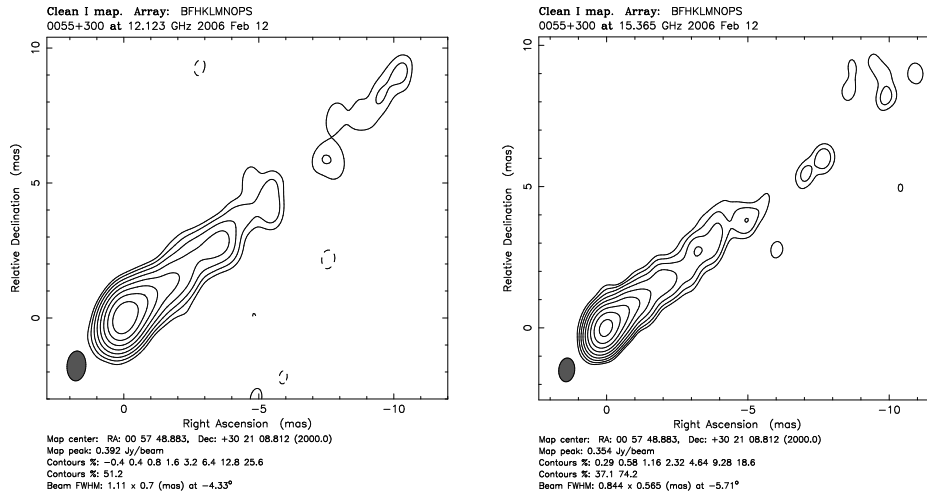 Clean I map. Array: BFHKLMNOPS
0055+300 at 12.123 GHz 2006 Feb 12
10
5
0
Relative Declination (mas)
0
-5
-10
Right Ascension (mas)
Map center: RA: 00 57 48.883, Dec: +30 21 08.812 (2000.0)
Map peak: 0.392 Jy/beam
Contours %: -0.4 0.4 0.8 1.6 3.2 6.4 12.8 25.6
Contours %: 51.2
Beam FWHM: 1.11 x 0.7 (mas) at -4.33°
Clean I map. Array: BFHKLMNOPS
0055+300 at 15.365 GHz 2006 Feb 12
10
5
0
Relative Declination (mas)
0
-5
-10
Right Ascension (mas)
Map center: RA: 00 57 48.883, Dec: +30 21 08.812 (2000.0)
Map peak: 0.354 Jy/beam
Contours %: 0.29 0.58 1.16 2.32 4.64 9.28 18.6
Contours %: 37.1 74.2
Beam FWHM: 0.844 x 0.565 (mas) at -5.71°